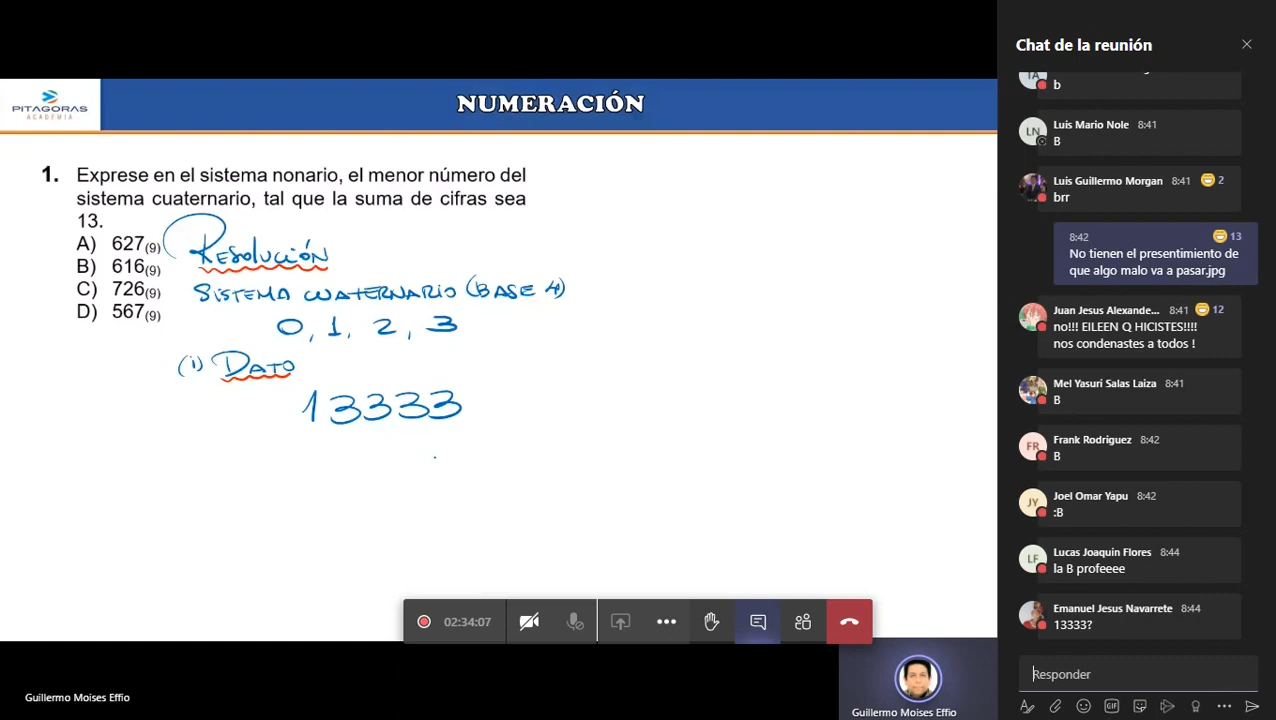 Chat de la reunión
b
Luis Mario Nole 8:41
B
Luis Guillermo Morgan 8:41 2
brr
8:42 13
No tienen el presentimiento de
que algo malo va a pasar.jpg
Juan Jesus Alexande... 8:41 12
no!!! EILEEN Q HICISTES!!!!
nos condenastes a todos !
Mel Yasuri Salas Laiza 8:41
B
FR
Frank Rodriguez 8:42
B
JY
Joel Omar Yapu 8:42
:B
LF
Lucas Joaquin Flores 8:44
la B profeeee
Emanuel Jesus Navarrete 8:44
13333?
Responder
GIF
PITAGORAS
ACADEMIA
NUMERACIÓN
1. Exprese en el sistema nonario, el menor número del
sistema cuaternario, tal que la suma de cifras sea
13.
A) 627(9)
B) 616(9)
C) 726(9)
D) 567(9)
RESOLUCIÓN
SISTEMA CUATERNARIO (BASE 4)
0, 1, 2, 3
(i) DATO
13333
02:34:07
Guillermo Moises Effio
Guillermo Moises Effio